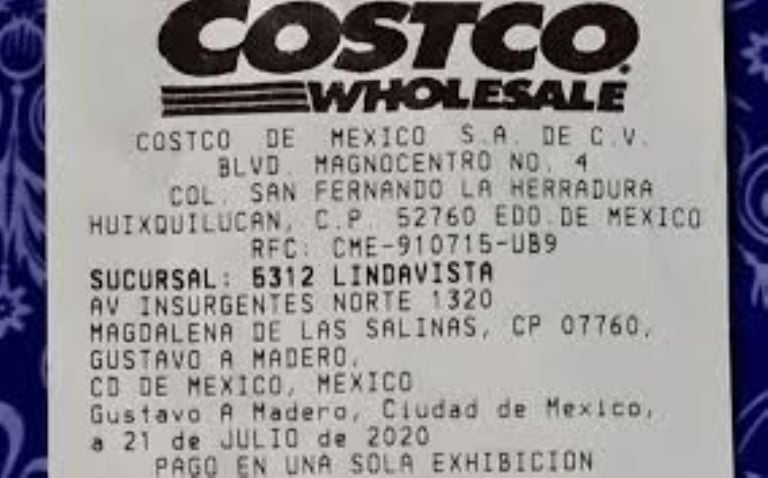 COSTCO
WHOLESALE
COSTCO DE MEXICO S.A. DE C.V.
BLVD. MAGNOCENTRO NO. 4
COL. SAN FERNANDO LA HERRADURA
HUIXQUILUCAN, C.P. 52760 EDO.DE MEXICO
RFC: CME-910715-UB9
SUCURSAL: 6312 LINDAVISTA
AV INSURGENTES NORTE 1320
MAGDALENA DE LAS SALINAS, CP 07760,
GUSTAVO A MADERO,
CD DE MEXICO, MEXICO
Gustavo A Madero, Ciudad de Mexico,
a 21 de JULIO de 2020
PAGO EN UNA SOLA EXHIBICION